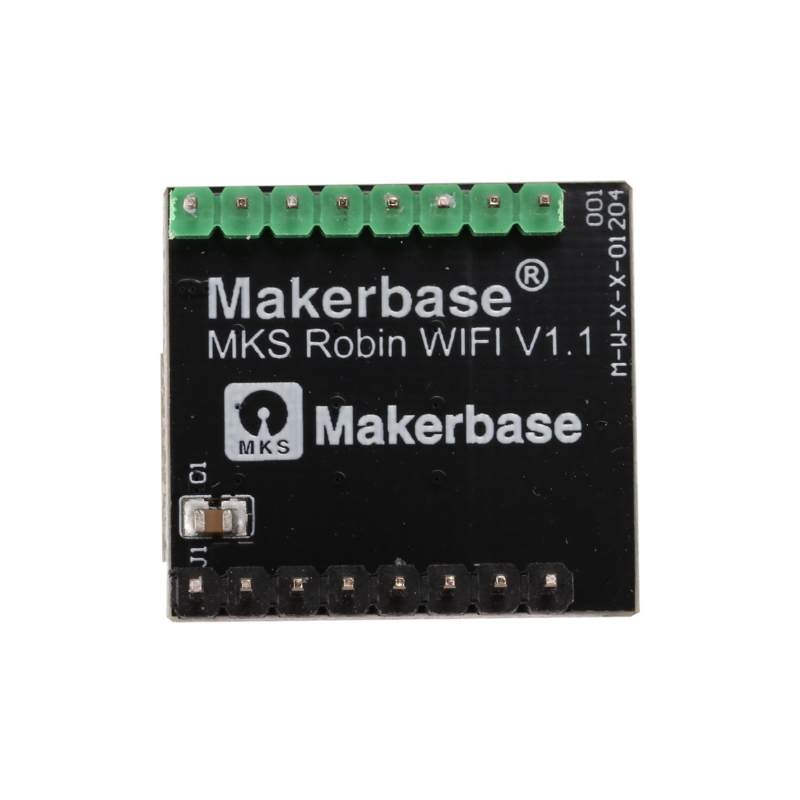 Makerbase®
MKS Robin WIFI V1.1
MKS
Makerbase
001
M-W-X-X-01204
C1
J1